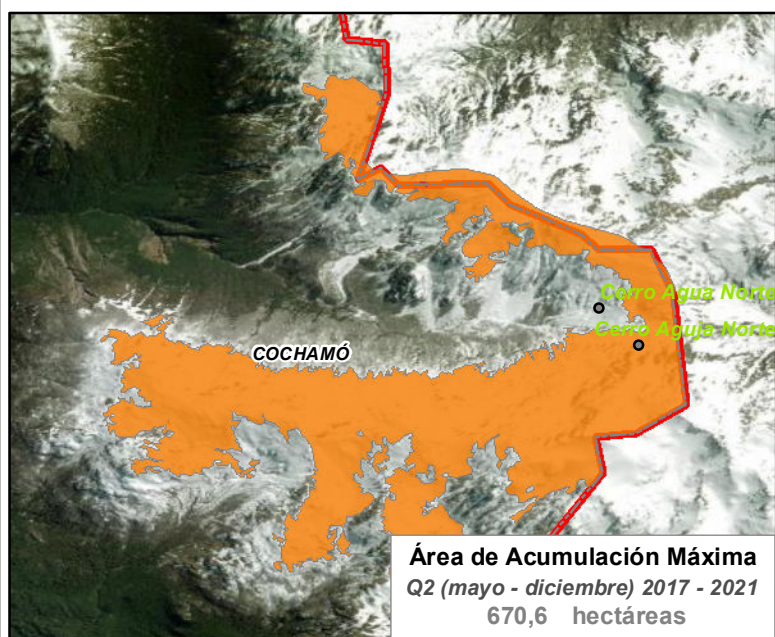 Cerro Agua Norte
Cerro Aguja Norte
COCHAMÓ
Área de Acumulación Máxima
Q2 (mayo - diciembre) 2017 - 2021
670,6 hectáreas